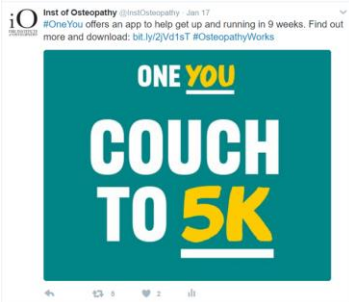 Inst of Osteopathy @InstOsteopathy Jan 17
#OneYou offers an app to help get up and running in 9 weeks. Find out
more and download: bit.ly/2jVd1sT #OsteopathyWorks
iO
ONE YOU
COUCH
TO 5K
2